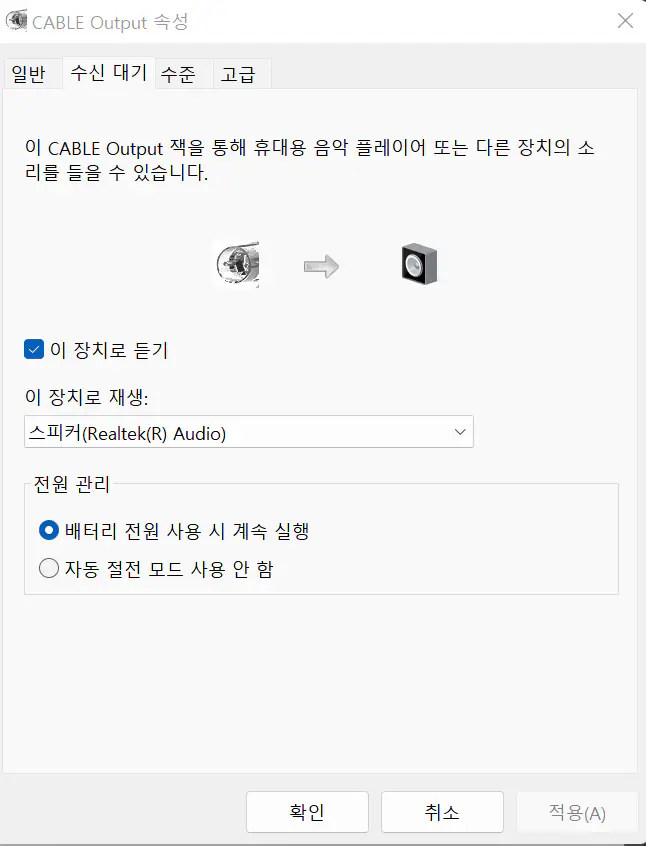 CABLE Output 속성
일반 수신 대기 수준 고급
이 CABLE Output 잭을 통해 휴대용 음악 플레이어 또는 다른 장치의 소
리를 들을 수 있습니다.
이 장치로 듣기
이 장치로 재생:
스피커(Realtek(R) Audio)
전원 관리
배터리 전원 사용 시 계속 실행
자동 절전 모드 사용 안 함
확인 취소 적용(A)